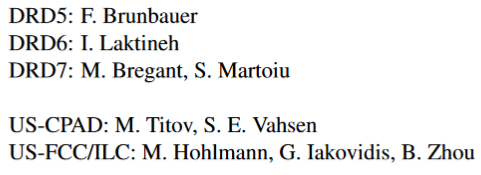 DRD5: F. Brunbauer
DRD6: I. Laktineh
DRD7: M. Bregant, S. Martoiu
US-CPAD: M. Titov, S. E. Vahsen
US-FCC/ILC: M. Hohlmann, G. Iakovidis, B. Zhou